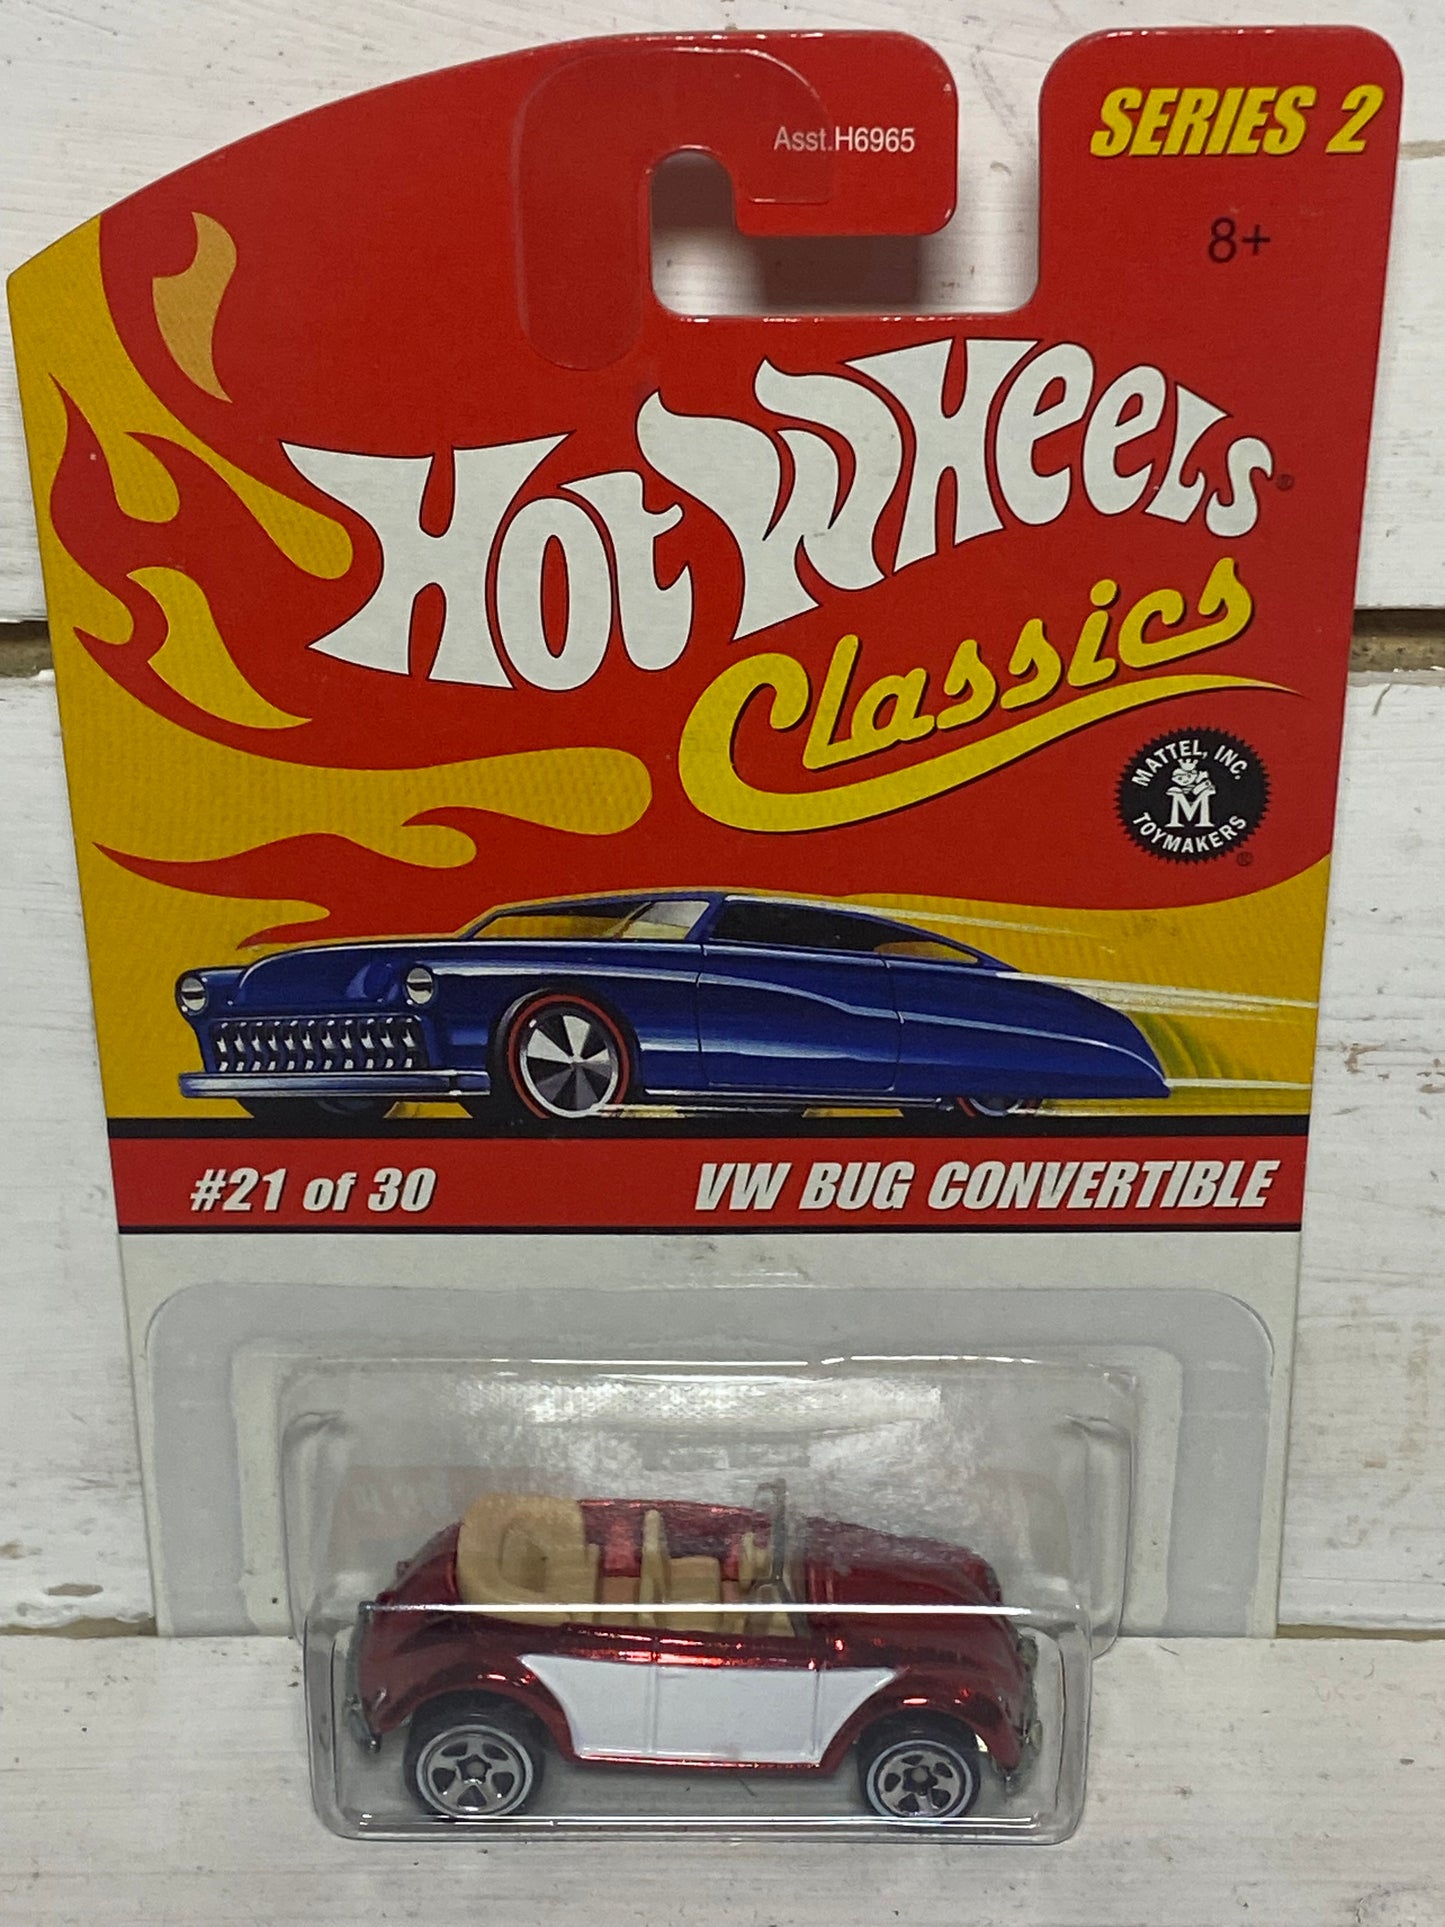 Asst.H6965
SERIES 2
8+
Hot Wheels®
Classics
MATTEL, INC.
M
TOYMAKERS
®
#21 of 30
VW BUG CONVERTIBLE